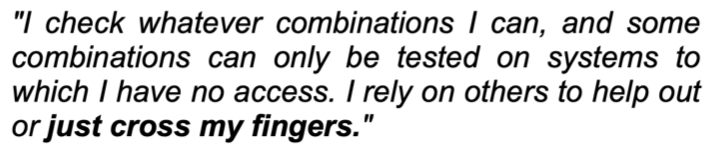 "I check whatever combinations I can, and some
combinations can only be tested on systems to
which I have no access. I rely on others to help out
or just cross my fingers."